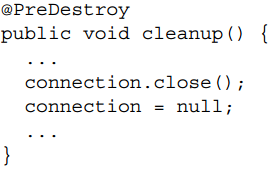 @PreDestroy
public void cleanup() {
  ...
  connection.close();
  connection = null;
  ...
}